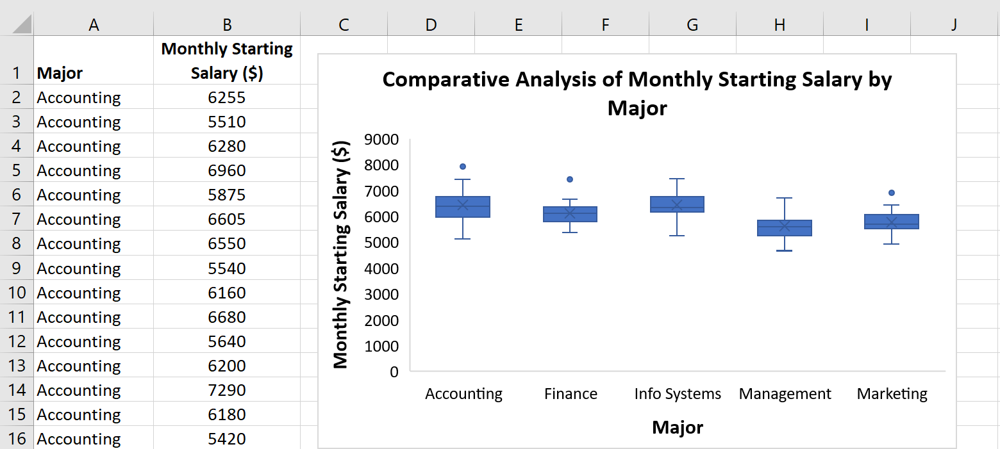 A B C D E F G H I J
Monthly Starting
1 Major Salary ($)
2 Accounting 6255
3 Accounting 5510
4 Accounting 6280
5 Accounting 6960
6 Accounting 5875
7 Accounting 6605
8 Accounting 6550
9 Accounting 5540
10 Accounting 6160
11 Accounting 6680
12 Accounting 5640
13 Accounting 6200
14 Accounting 7290
15 Accounting 6180
16 Accounting 5420
Comparative Analysis of Monthly Starting Salary by
Major
Monthly Starting Salary ($)
9000
8000
7000
6000
5000
4000
3000
2000
1000
0
Accounting Finance Info Systems Management Marketing
Major